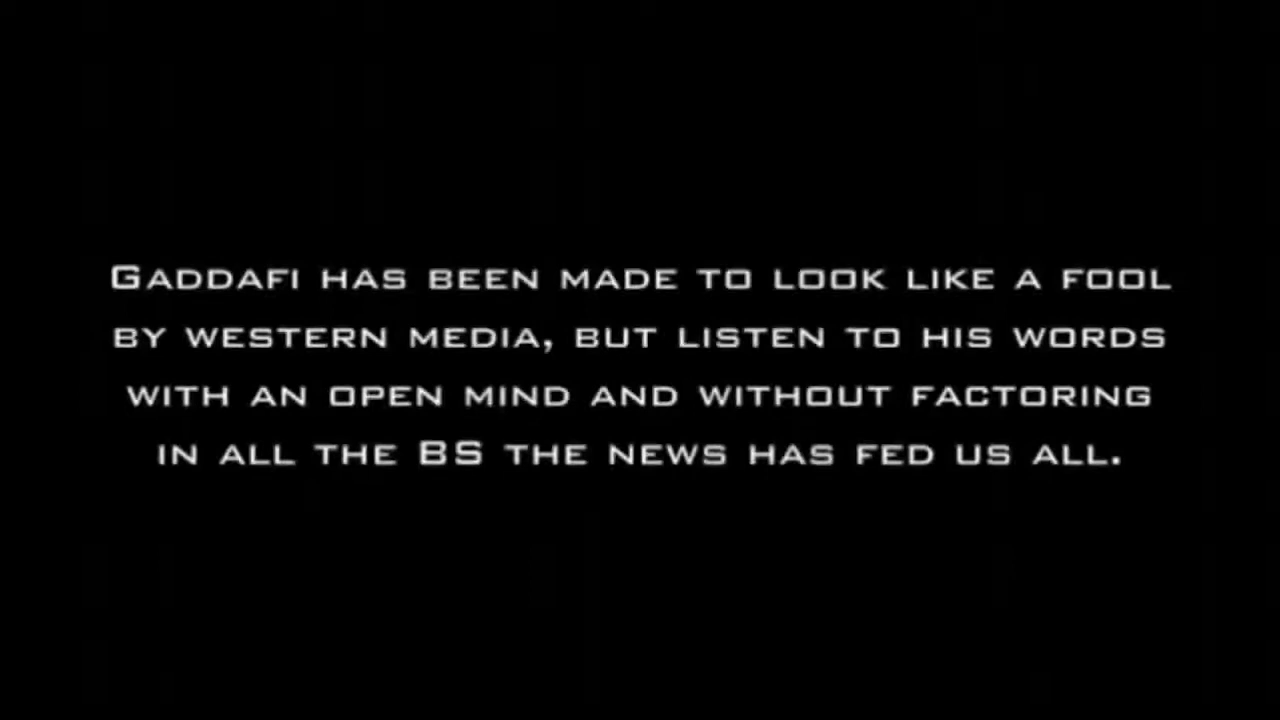 Gaddafi has been made to look like a fool
by western media, but listen to his words
with an open mind and without factoring
in all the BS the news has fed us all.